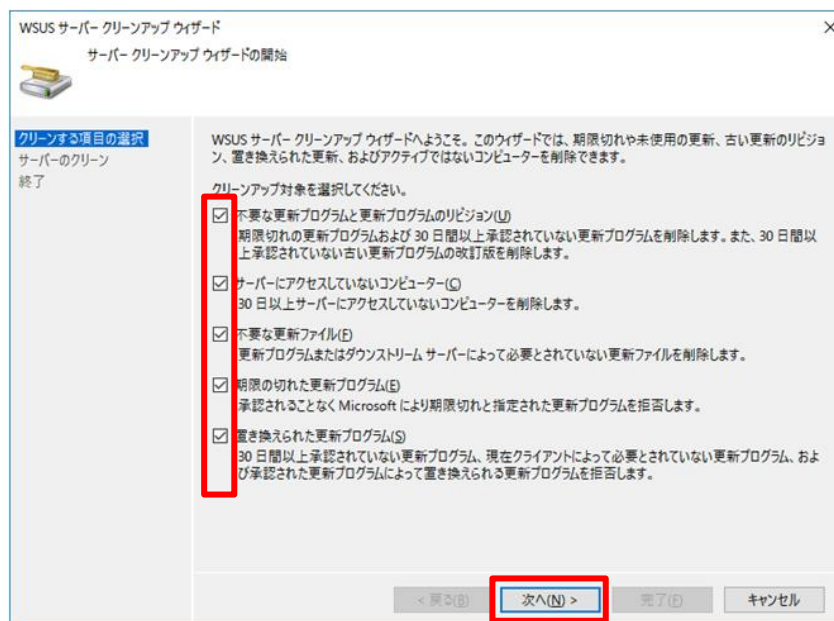 WSUS サーバー クリーンアップ ウィザード
サーバー クリーンアップ ウィザードの開始
クリーンする項目の選択
サーバーのクリーン
終了
WSUS サーバー クリーンアップ ウィザードへようこそ。このウィザードでは、期限切れや未使用の更新、古い更新のリビジョ
ン、置き換えられた更新、およびアクティブではないコンピューターを削除できます。
クリーンアップ対象を選択してください。
不要な更新プログラムと更新プログラムのリビジョン(U)
期限切れの更新プログラムおよび 30 日間以上承認されていない更新プログラムを削除します。また、30 日間以
上承認されていない古い更新プログラムの改訂版を削除します。
サーバーにアクセスしていないコンピューター(C)
30 日以上サーバーにアクセスしていないコンピューターを削除します。
不要な更新ファイル(F)
更新プログラムまたはダウンストリーム サーバーによって必要とされていない更新ファイルを削除します。
期限の切れた更新プログラム(E)
承認されることなく Microsoft により期限切れと指定された更新プログラムを拒否します。
置き換えられた更新プログラム(S)
30 日間以上承認されていない更新プログラム、現在クライアントによって必要とされていない更新プログラム、およ
び承認された更新プログラムによって置き換えられる更新プログラムを拒否します。
< 戻る(B)
次へ(N) >
完了(F)
キャンセル